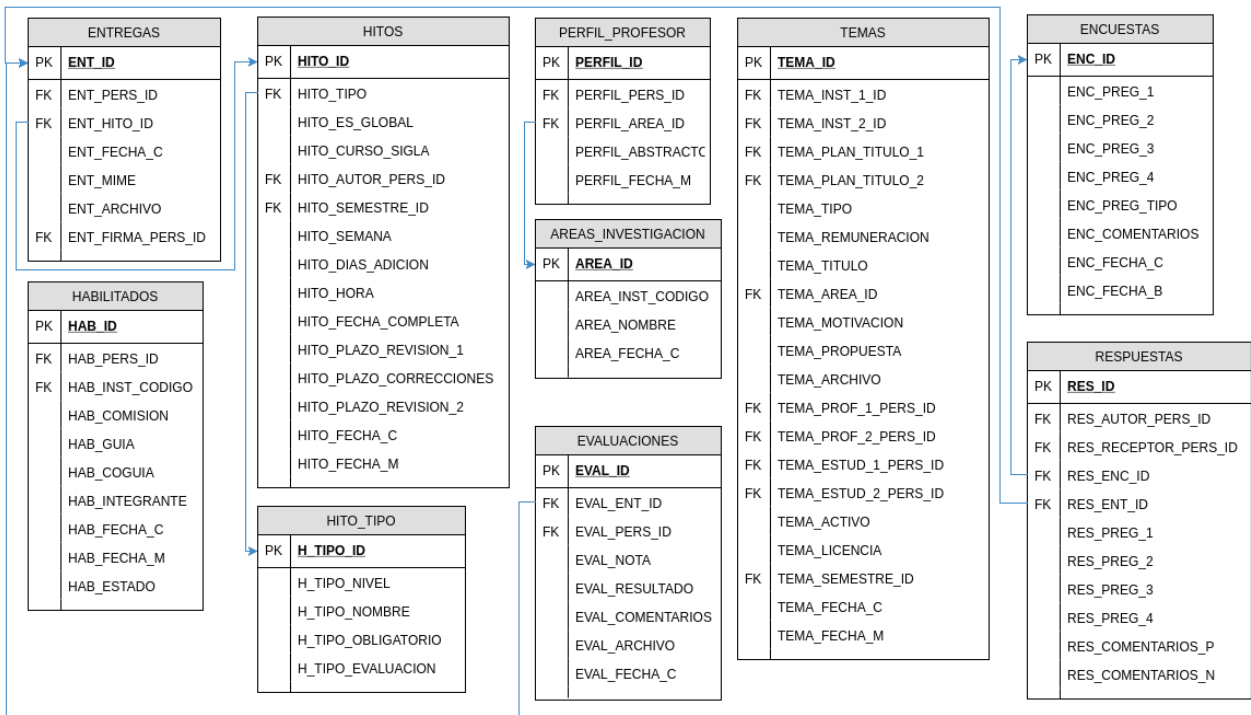 ENTREGAS
PK ENT_ID
FK ENT_PERS_ID
FK ENT_HITO_ID
ENT_FECHA_C
ENT_MIME
ENT_ARCHIVO
FK ENT_FIRMA_PERS_ID
HABILITADOS
PK HAB_ID
FK HAB_PERS_ID
FK HAB_INST_CODIGO
HAB_COMISION
HAB_GUIA
HAB_COGUIA
HAB_INTEGRANTE
HAB_FECHA_C
HAB_FECHA_M
HAB_ESTADO
HITOS
PK HITO_ID
FK HITO_TIPO
HITO_ES_GLOBAL
HITO_CURSO_SIGLA
FK HITO_AUTOR_PERS_ID
FK HITO_SEMESTRE_ID
HITO_SEMANA
HITO_DIAS_ADICION
HITO_HORA
HITO_FECHA_COMPLETA
HITO_PLAZO_REVISION_1
HITO_PLAZO_CORRECCIONES
HITO_PLAZO_REVISION_2
HITO_FECHA_C
HITO_FECHA_M
HITO_TIPO
PK H_TIPO_ID
H_TIPO_NIVEL
H_TIPO_NOMBRE
H_TIPO_OBLIGATORIO
H_TIPO_EVALUACION
PERFIL_PROFESOR
PK PERFIL_ID
FK PERFIL_PERS_ID
FK PERFIL_AREA_ID
PERFIL_ABSTRACTO
PERFIL_FECHA_M
AREAS_INVESTIGACION
PK AREA_ID
AREA_INST_CODIGO
AREA_NOMBRE
AREA_FECHA_C
EVALUACIONES
PK EVAL_ID
FK EVAL_ENT_ID
FK EVAL_PERS_ID
EVAL_NOTA
EVAL_RESULTADO
EVAL_COMENTARIOS
EVAL_ARCHIVO
EVAL_FECHA_C
TEMAS
PK TEMA_ID
FK TEMA_INST_1_ID
FK TEMA_INST_2_ID
FK TEMA_PLAN_TITULO_1
FK TEMA_PLAN_TITULO_2
TEMA_TIPO
TEMA_REMUNERACION
TEMA_TITULO
FK TEMA_AREA_ID
TEMA_MOTIVACION
TEMA_PROPUESTA
TEMA_ARCHIVO
FK TEMA_PROF_1_PERS_ID
FK TEMA_PROF_2_PERS_ID
FK TEMA_ESTUD_1_PERS_ID
FK TEMA_ESTUD_2_PERS_ID
TEMA_ACTIVO
TEMA_LICENCIA
FK TEMA_SEMESTRE_ID
TEMA_FECHA_C
TEMA_FECHA_M
ENCUESTAS
PK ENC_ID
ENC_PREG_1
ENC_PREG_2
ENC_PREG_3
ENC_PREG_4
ENC_PREG_TIPO
ENC_COMENTARIOS
ENC_FECHA_C
ENC_FECHA_B
RESPUESTAS
PK RES_ID
FK RES_AUTOR_PERS_ID
FK RES_RECEPTOR_PERS_ID
FK RES_ENC_ID
FK RES_ENT_ID
RES_PREG_1
RES_PREG_2
RES_PREG_3
RES_PREG_4
RES_COMENTARIOS_P
RES_COMENTARIOS_N